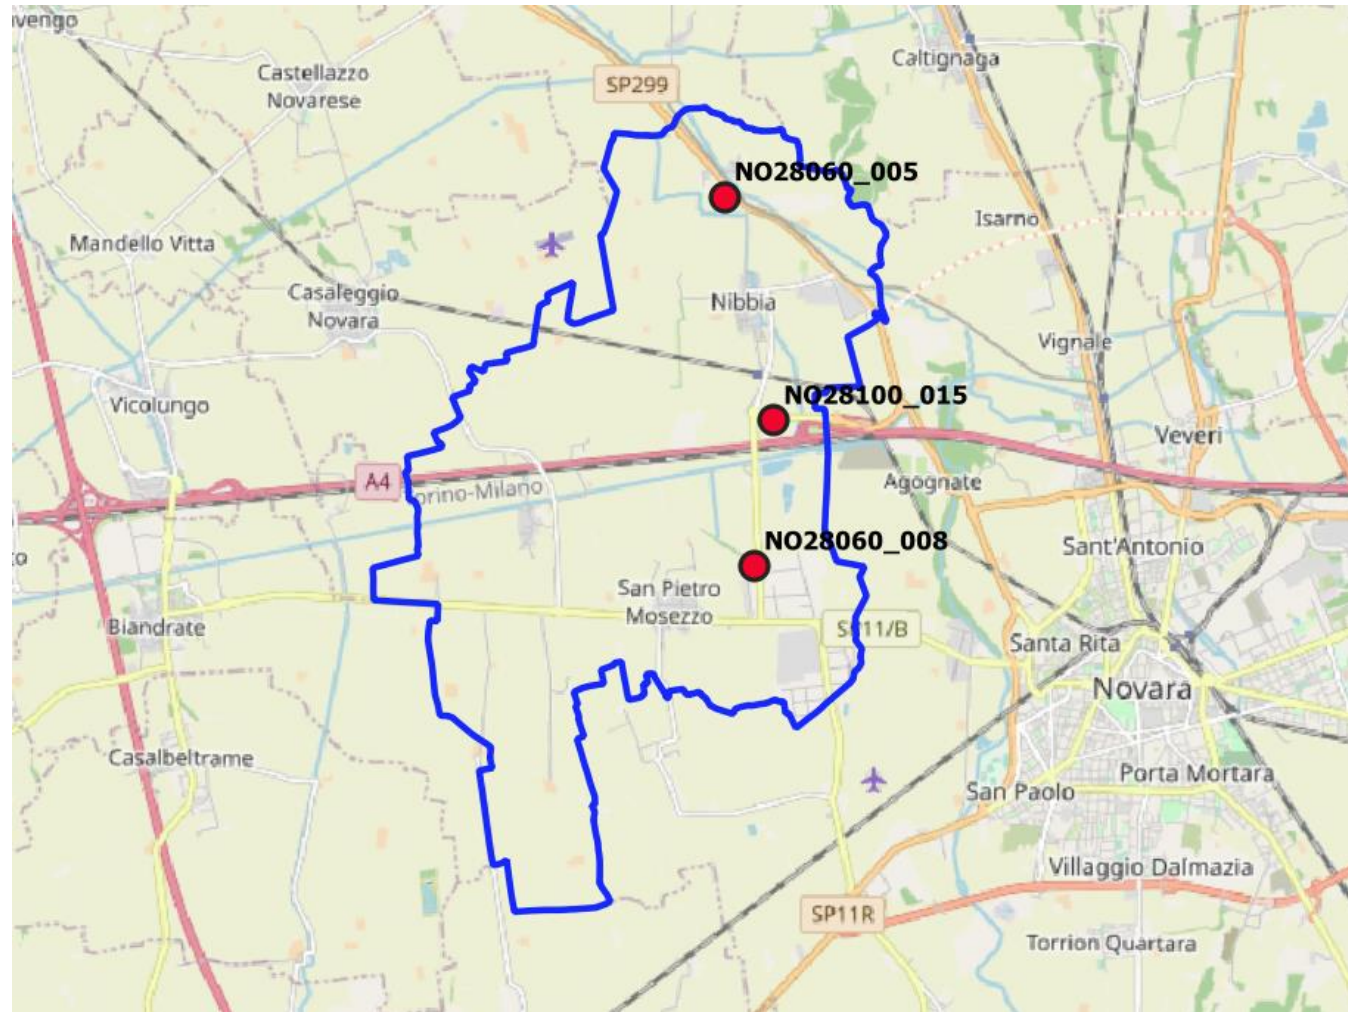 vengo
Castellazzo
Novarese
SP299
Caltignaga
NO28060_005
Isarno
Mandello Vitta
Casaleggio
Novara
Nibbia
Vignale
Vicolungo
NO28100_015
Veveri
A4
orino-Milano
Agognate
NO28060_008
Sant'Antonio
San Pietro
Mosezzo
Biandrate
SP11/B
Santa Rita
Novara
Casalbeltrame
Porta Mortara
San Paolo
Villaggio Dalmazia
SP11R
Torrion Quartara